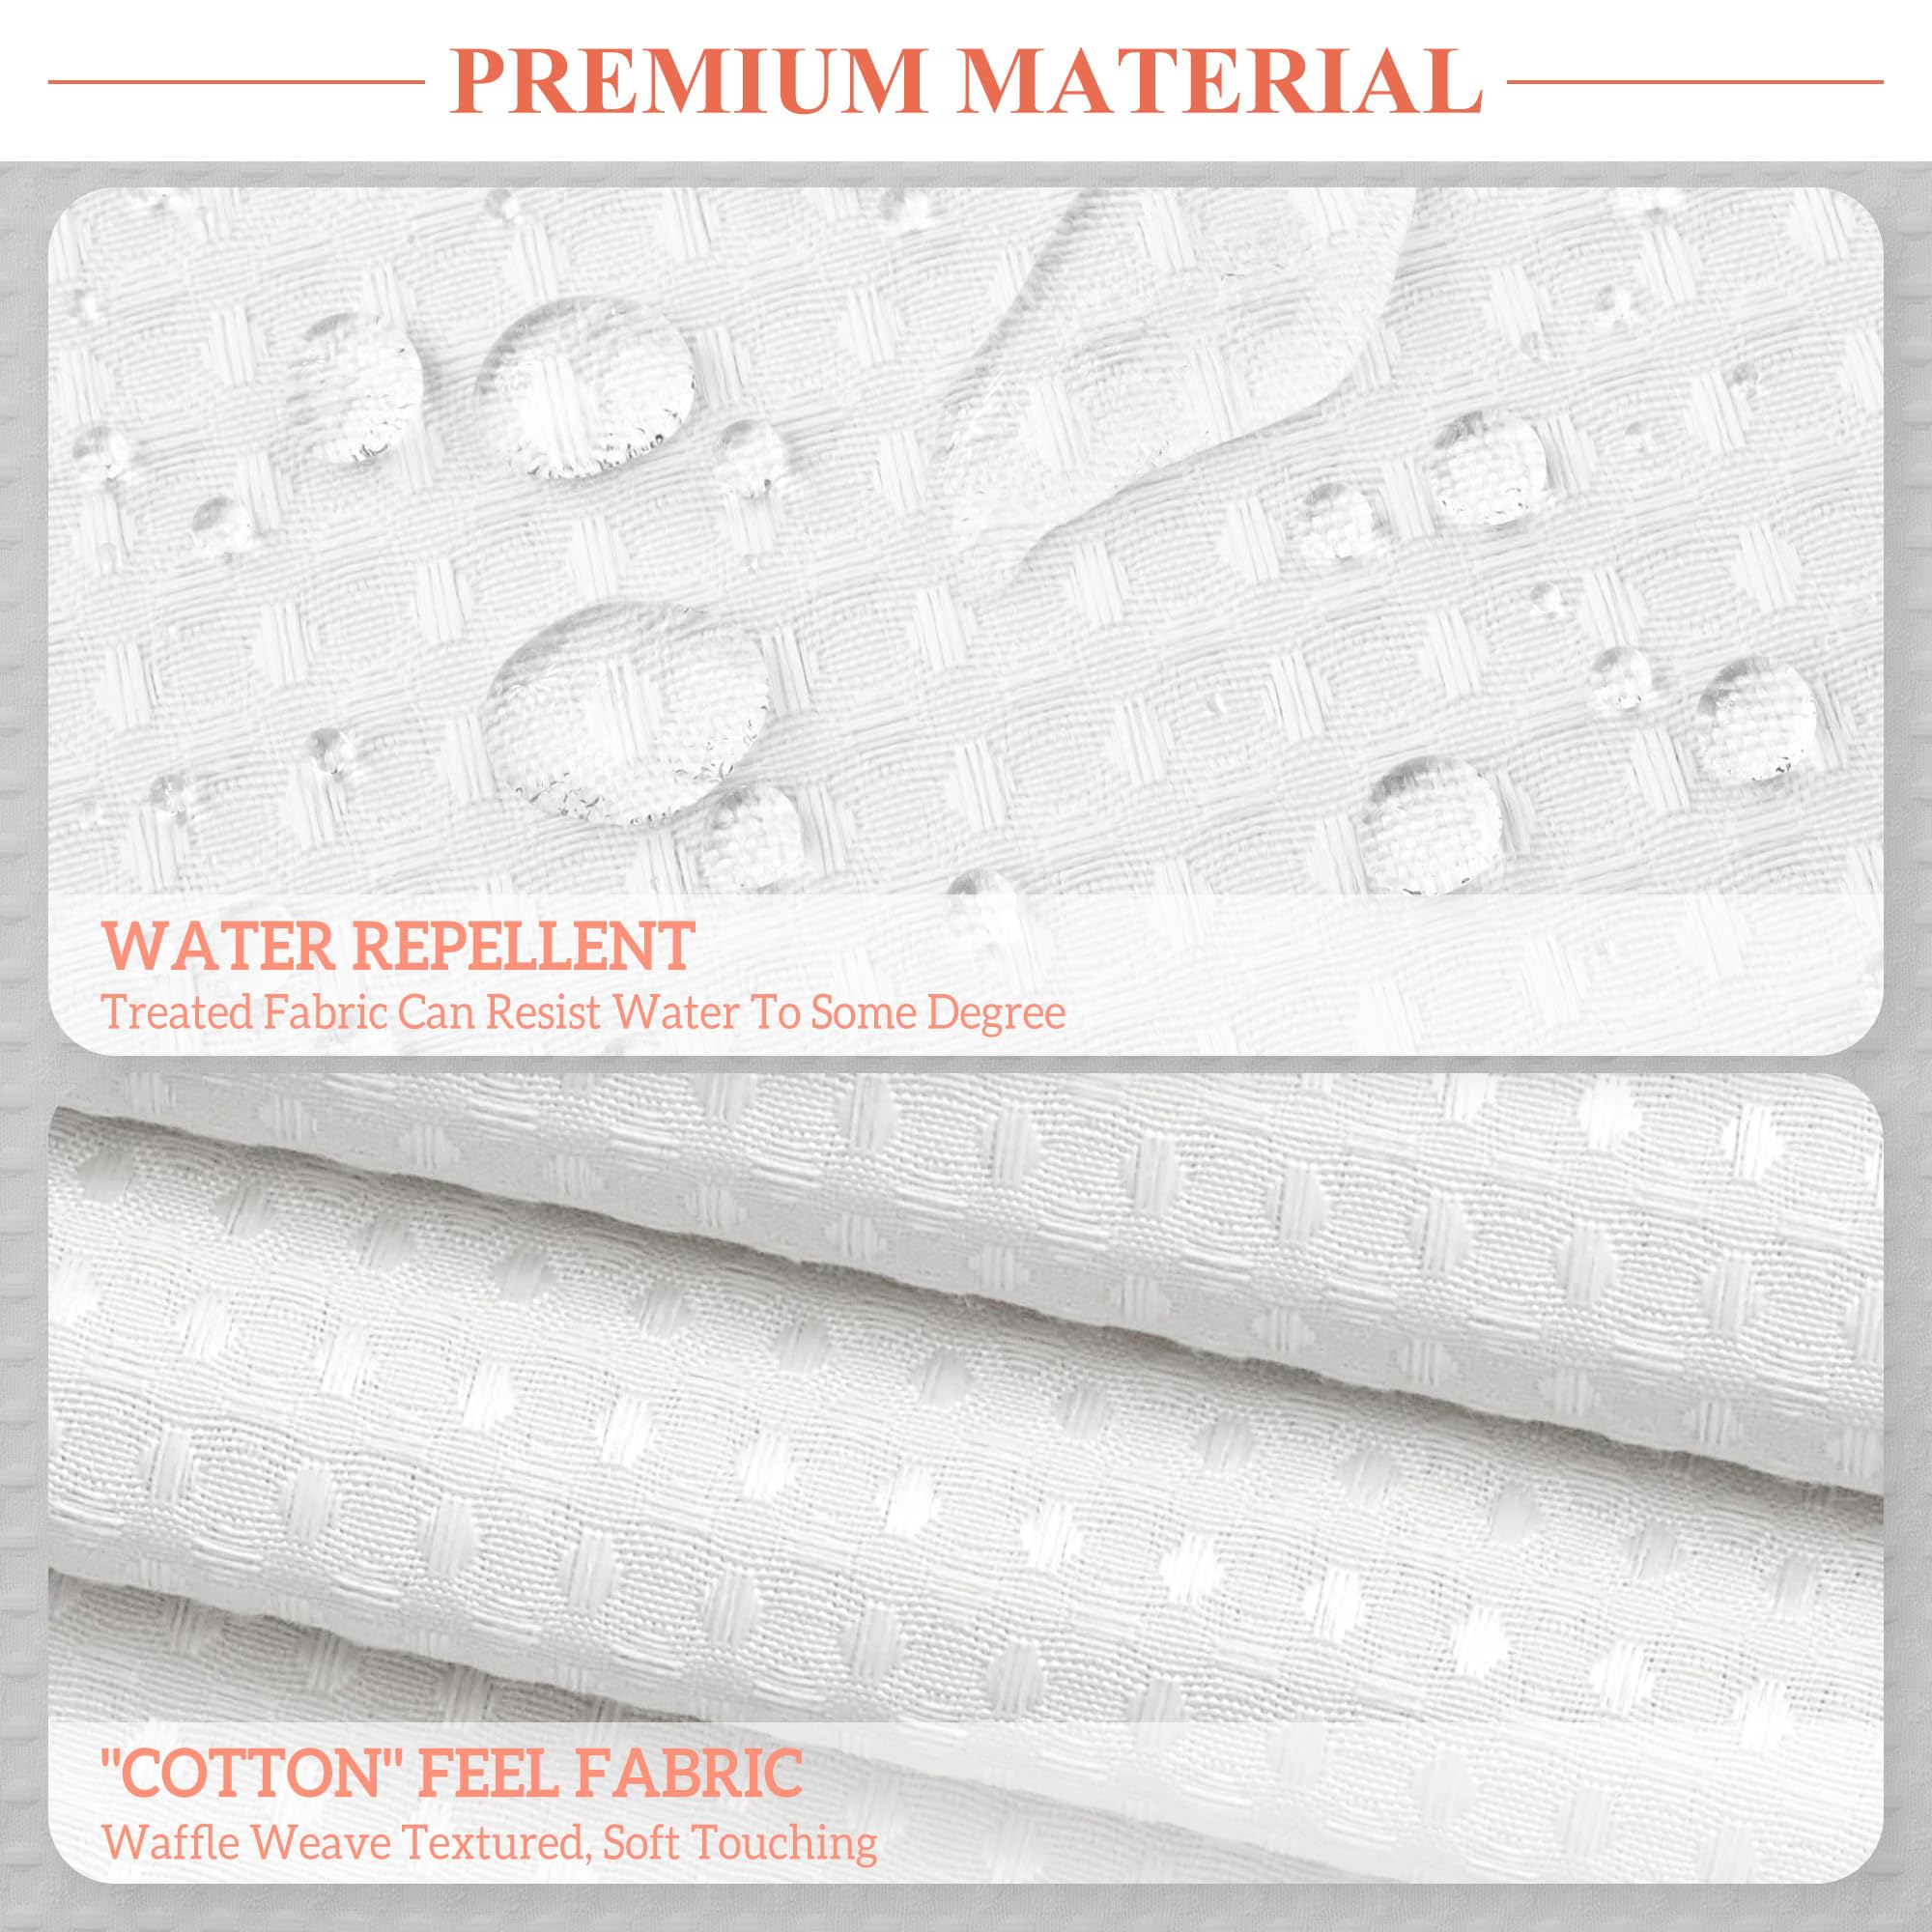 PREMIUM MATERIAL
WATER REPELLENT
Treated Fabric Can Resist Water To Some Degree
"COTTON" FEEL FABRIC
Waffle Weave Textured, Soft Touching